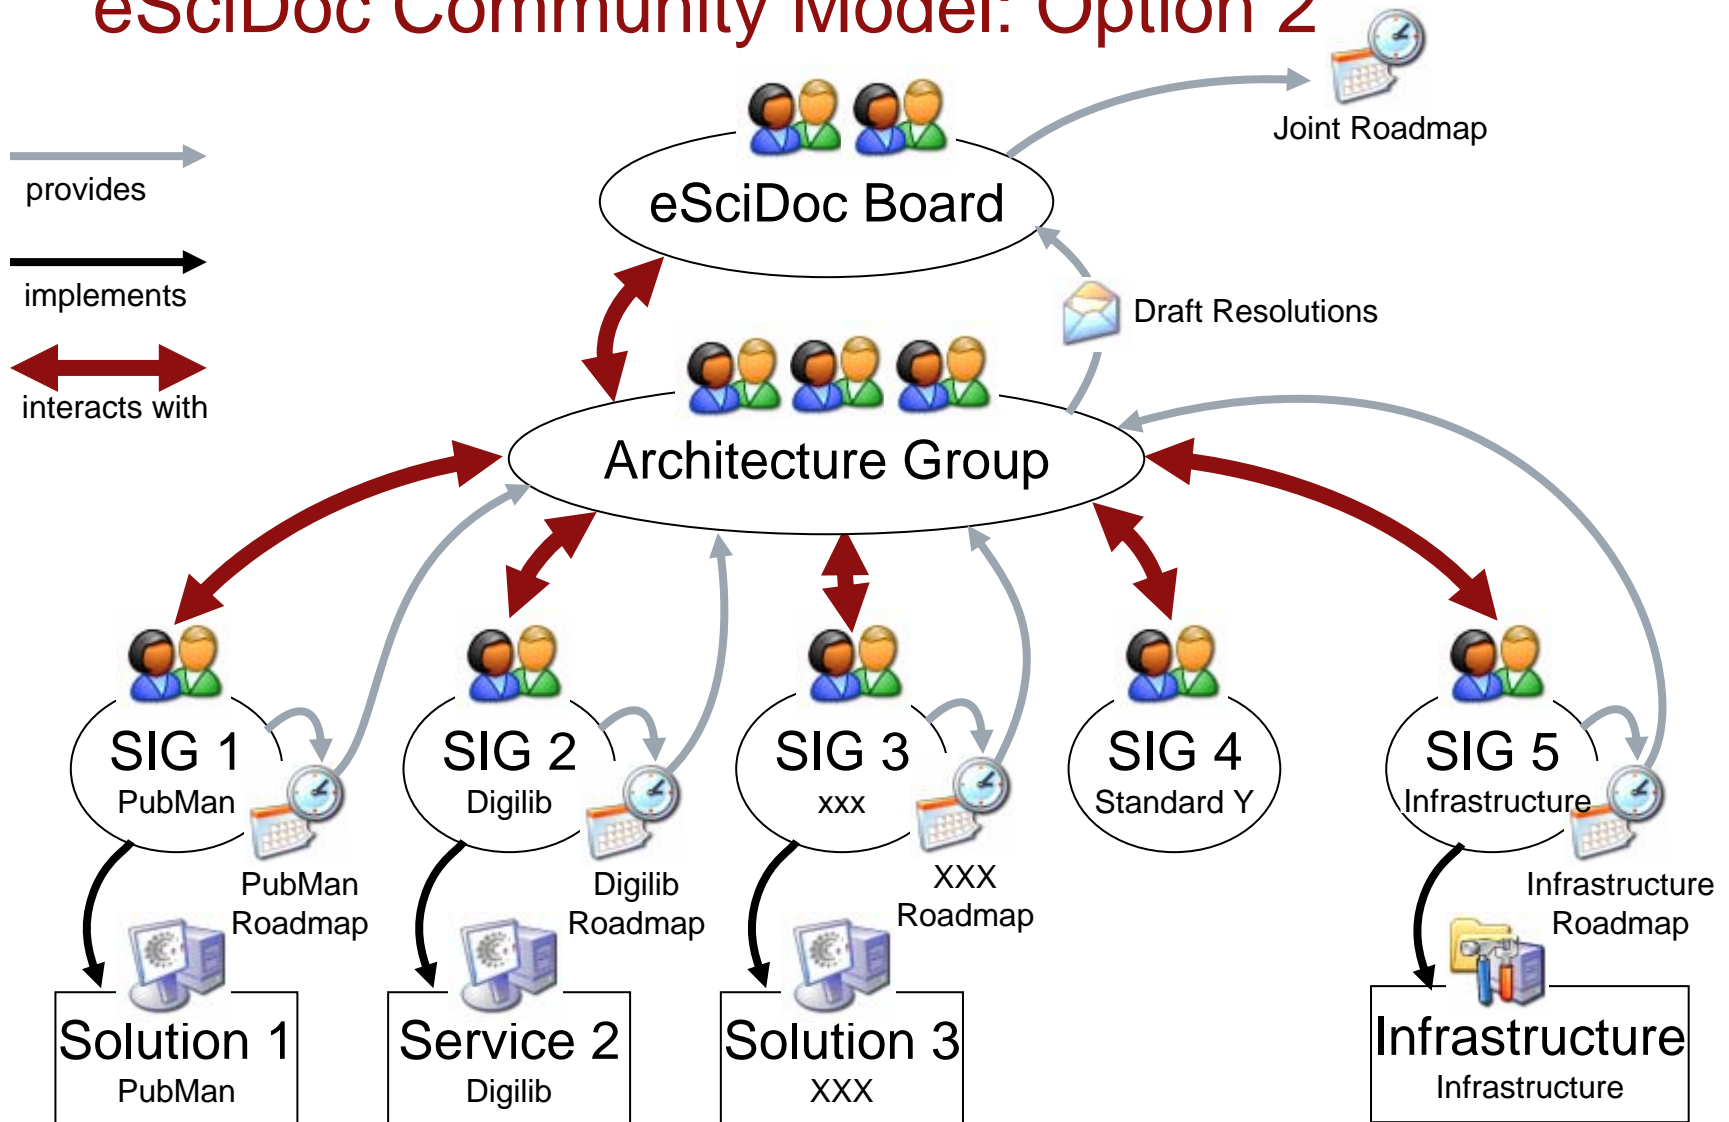 eSciDoc Community Model: Option 2
Joint Roadmap
provides
eSciDoc Board
implements
Draft Resolutions
interacts with
Architecture Group
SIG 1
PubMan
SIG 2
Digilib
SIG 3
xxx
SIG 4
Standard Y
SIG 5
Infrastructure
PubMan
Roadmap
Digilib
Roadmap
XXX
Roadmap
Infrastructure
Roadmap
Solution 1
PubMan
Service 2
Digilib
Solution 3
XXX
Infrastructure
Infrastructure